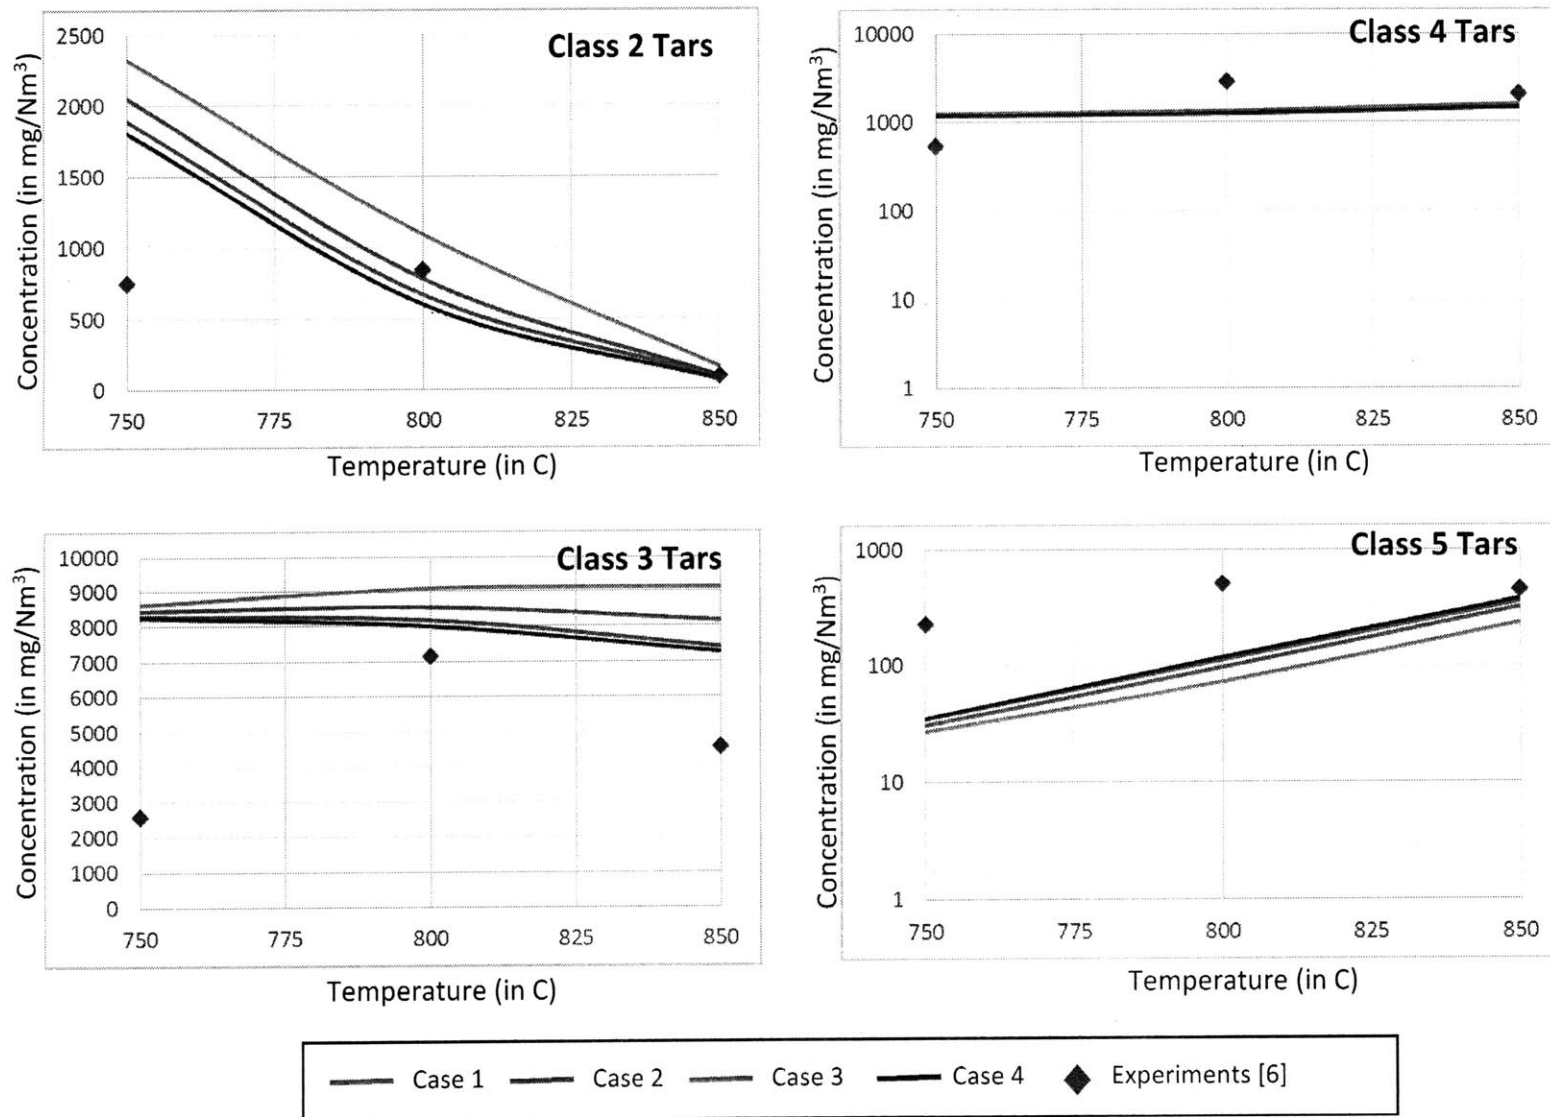 Class 2 Tars
Concentration (in mg/Nm³)
2500
2000
1500
1000
500
0
750 775 800 825 850
Temperature (in C)
Class 4 Tars
Concentration (in mg/Nm³)
10000
1000
100
10
1
750 775 800 825 850
Temperature (in C)
Class 3 Tars
Concentration (in mg/Nm³)
10000
9000
8000
7000
6000
5000
4000
3000
2000
1000
0
750 775 800 825 850
Temperature (in C)
Class 5 Tars
Concentration (in mg/Nm³)
1000
100
10
1
750 775 800 825 850
Temperature (in C)
Case 1 Case 2 Case 3 Case 4 Experiments [6]